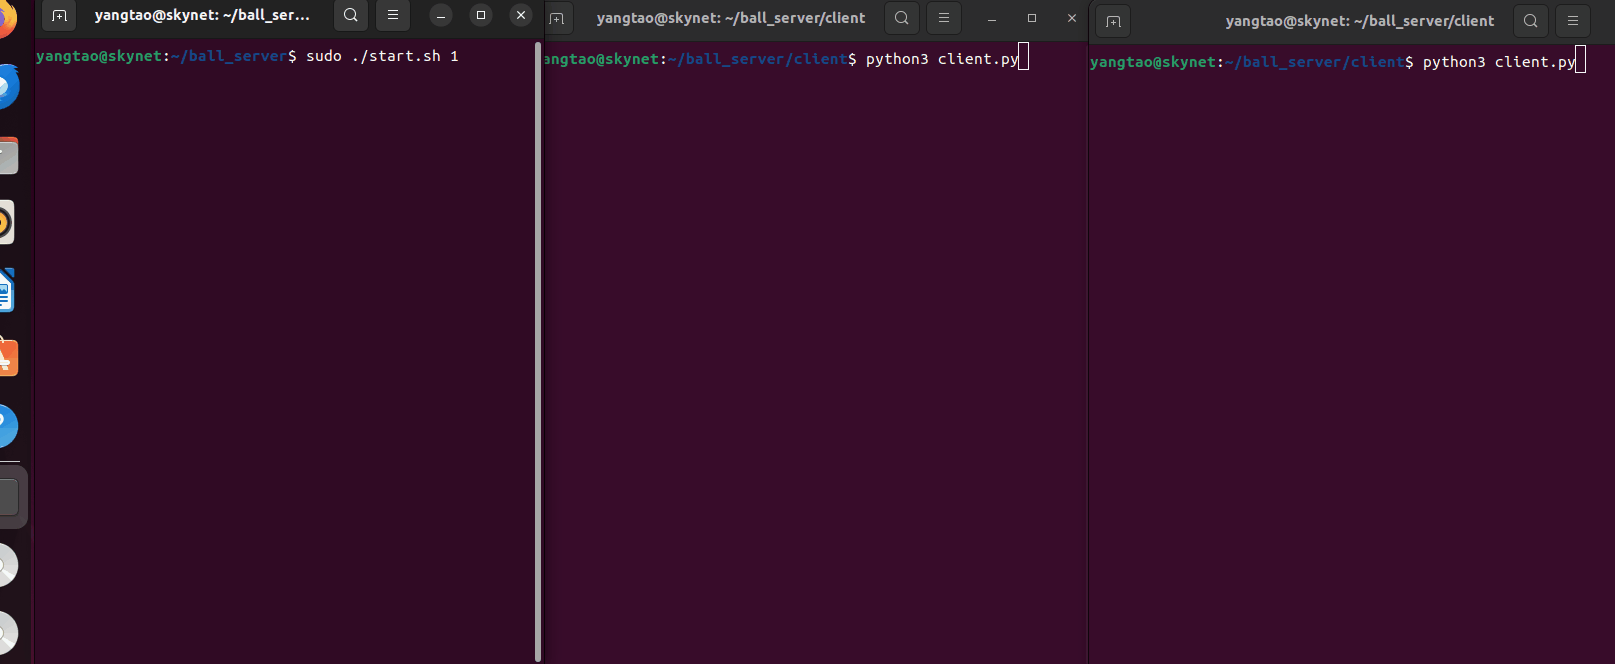 yangtao@skynet: ~/ball_ser...
yangtao@skynet:~/ball_server$ sudo ./start.sh 1
yangtao@skynet: ~/ball_server/client
angtao@skynet:~/ball_server/client$ python3 client.py
yangtao@skynet: ~/ball_server/client
yangtao@skynet:~/ball_server/client$ python3 client.py